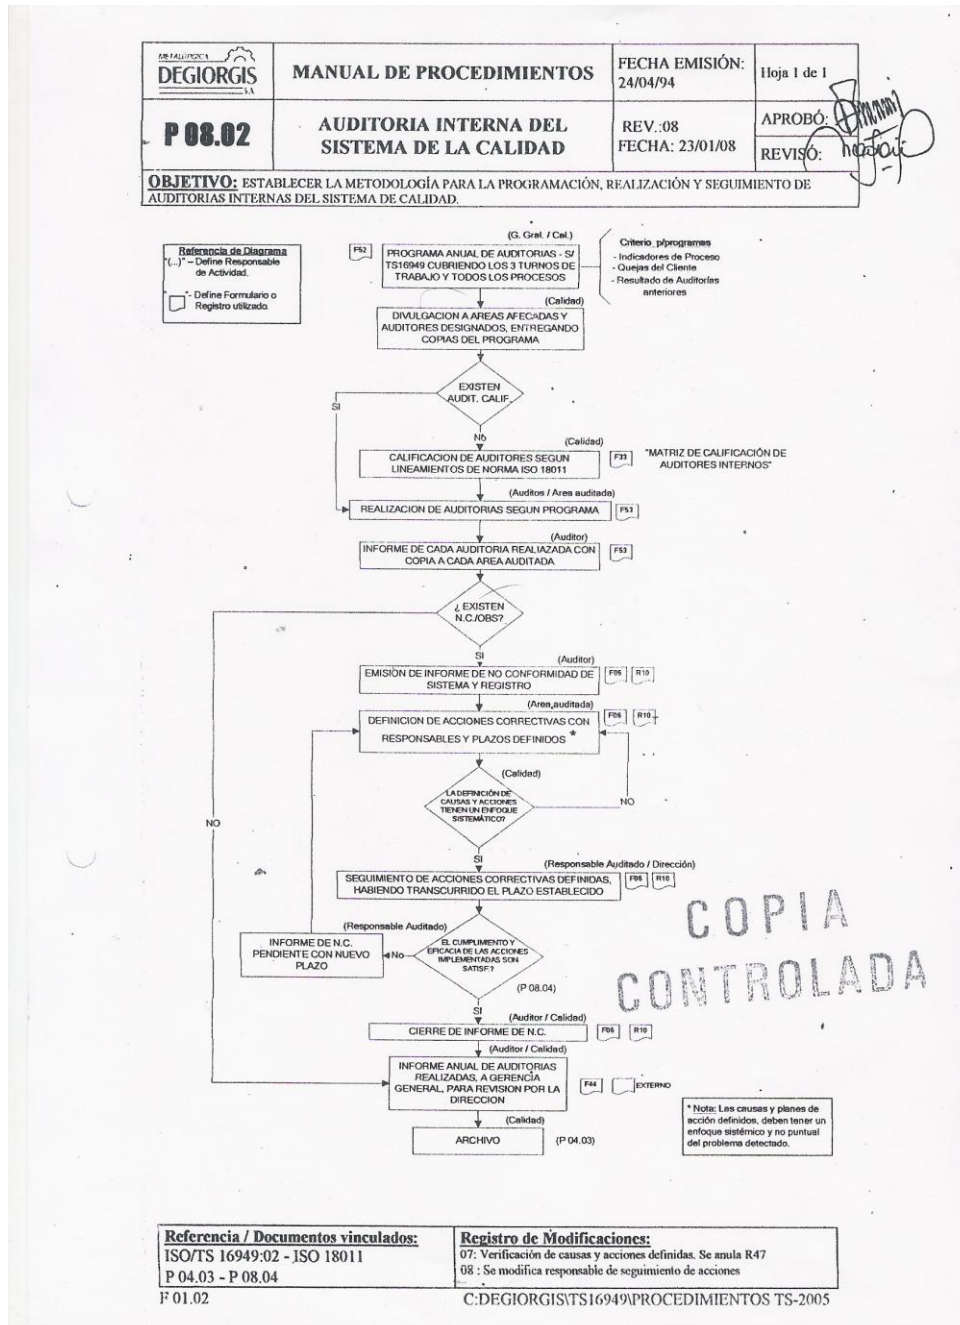 METALÚRGICA
DEGIORGIS
S.A
MANUAL DE PROCEDIMIENTOS
FECHA EMISIÓN:
24/04/94
Hoja 1 de 1
P 08.02
AUDITORIA INTERNA DEL
SISTEMA DE LA CALIDAD
REV.:08
FECHA: 23/01/08
APROBÓ:
REVISÓ:
OBJETIVO: ESTABLECER LA METODOLOGÍA PARA LA PROGRAMACIÓN, REALIZACIÓN Y SEGUIMIENTO DE
AUDITORIAS INTERNAS DEL SISTEMA DE CALIDAD.
Referencia de Diagrama
"(...)" – Define Responsable
de Actividad.
"- Define Formulario o
Registro utilizado.
(G. Gral. / Cal.)
F52
PROGRAMA ANUAL DE AUDITORIAS - S/
TS16949 CUBRIENDO LOS 3 TURNOS DE
TRABAJO Y TODOS LOS PROCESOS
Criterio p/programas
- Indicadores de Proceso
- Quejas del Cliente
- Resultado de Auditorías
anteriores
(Calidad)
DIVULGACION A AREAS AFECADAS Y
AUDITORES DESIGNADOS, ENTREGANDO
COPIAS DEL PROGRAMA
EXISTEN
AUDIT. CALIF.
SI
No
(Calidad)
CALIFICACION DE AUDITORES SEGUN
LINEAMIENTOS DE NORMA ISO 18011
F33
"MATRIZ DE CALIFICACIÓN DE
AUDITORES INTERNOS"
(Auditos / Area auditada)
REALIZACION DE AUDITORIAS SEGUN PROGRAMA
F53
(Auditor)
INFORME DE CADA AUDITORIA REALIAZADA CON
COPIA A CADA AREA AUDITADA
F53
¿ EXISTEN
N.C./OBS?
SI
(Auditor)
EMISIÓN DE INFORME DE NO CONFORMIDAD DE
SISTEMA Y REGISTRO
F06
R10
(Area auditada)
DEFINICION DE ACCIONES CORRECTIVAS CON
RESPONSABLES Y PLAZOS DEFINIDOS *
F06
R10
(Calidad)
LA DEFINICIÓN DE
CAUSAS Y ACCIONES
TIENEN UN ENFOQUE
SISTEMÁTICO?
NO
NO
SI
(Responsable Auditado / Dirección)
SEGUIMIENTO DE ACCIONES CORRECTIVAS DEFINIDAS,
HABIENDO TRANSCURRIDO EL PLAZO ESTABLECIDO
F06
R10
(Responsable Auditado)
INFORME DE N.C.
PENDIENTE CON NUEVO
PLAZO
No
EL CUMPLIMIENTO Y
EFICACIA DE LAS ACCIONES
IMPLEMENTADAS SON
SATISF.?
(P 08.04)
COPIA
CONTROLADA
SI
(Auditor / Calidad)
CIERRE DE INFORME DE N.C.
F06
R10
(Auditor / Calidad)
INFORME ANUAL DE AUDITORIAS
REALIZADAS, A GERENCIA
GENERAL, PARA REVISION POR LA
DIRECCION
F44
EXTERNO
(Calidad)
ARCHIVO
(P 04.03)
* Nota: Las causas y planes de
acción definidos, deben tener un
enfoque sistémico y no puntual
del problema detectado.
Referencia / Documentos vinculados:
ISO/TS 16949:02 - ISO 18011
P 04.03 - P 08.04
Registro de Modificaciones:
07: Verificación de causas y acciones definidas. Se anula R47
08 : Se modifica responsable de seguimiento de acciones
F 01.02
C:DEGIORGIS\TS16949\PROCEDIMIENTOS TS-2005